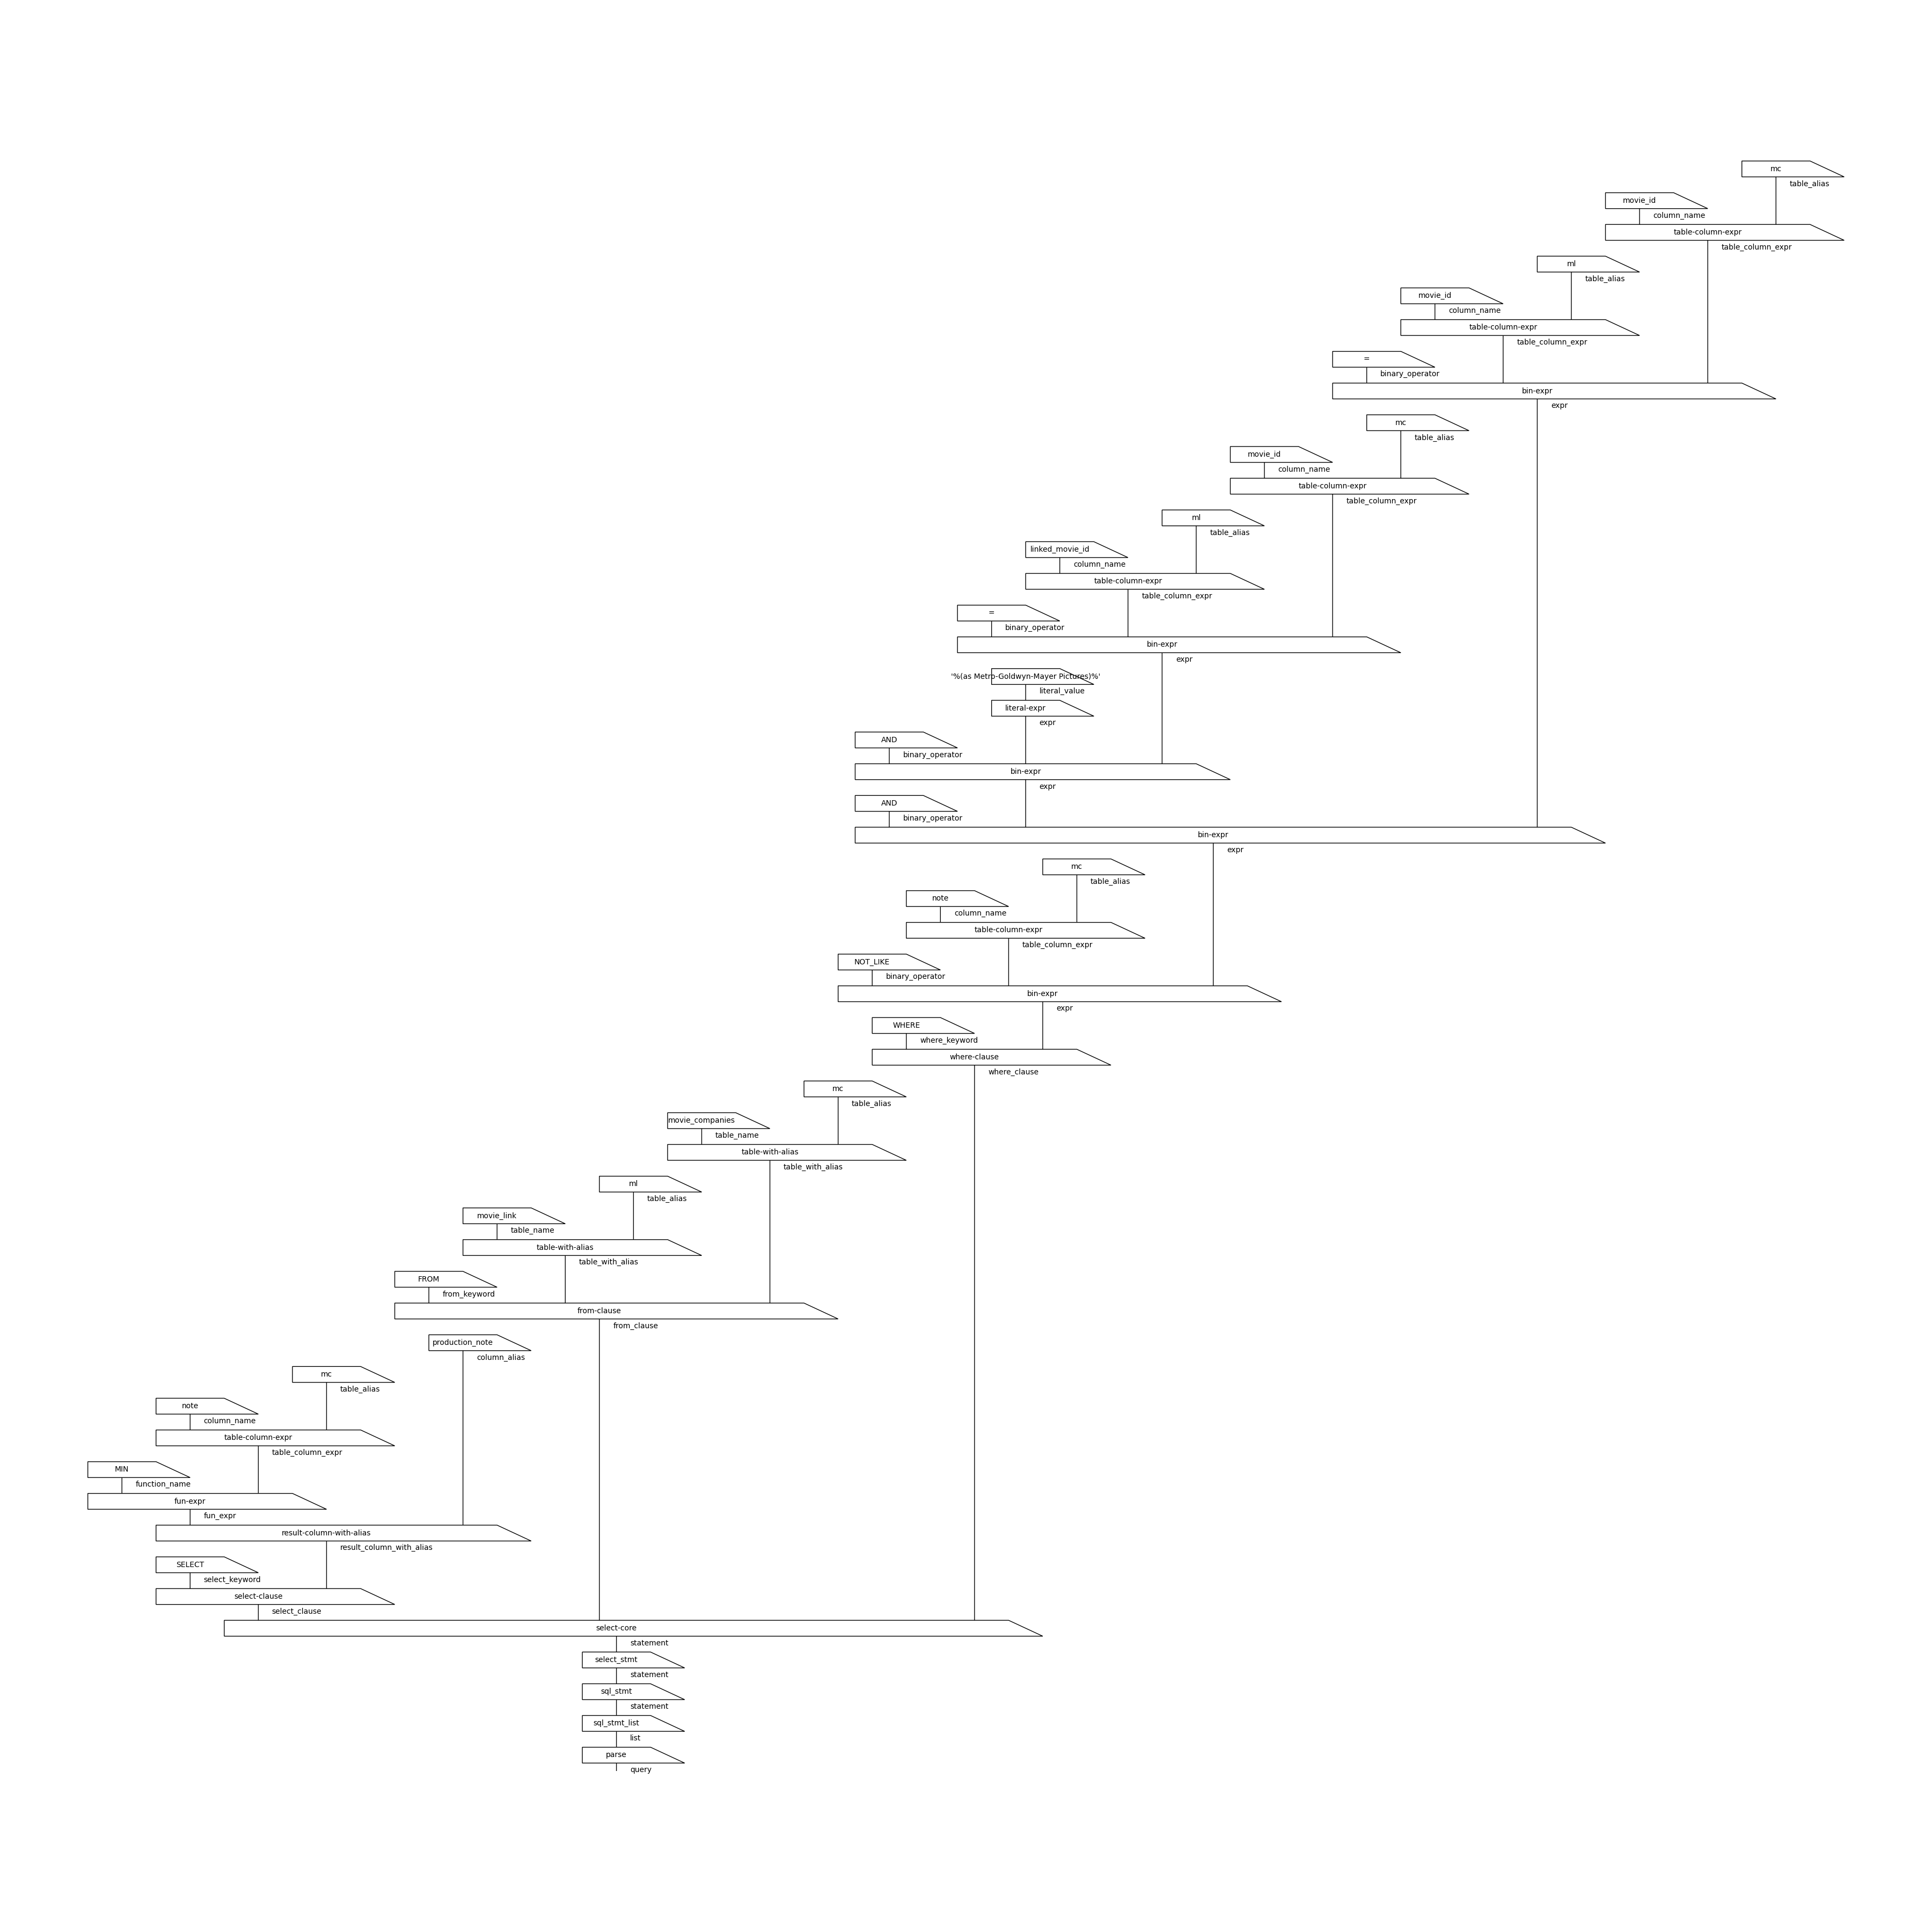 mc
table_alias
movie_id
column_name
table-column-expr
table_column_expr
ml
table_alias
movie_id
column_name
table-column-expr
table_column_expr
=
binary_operator
bin-expr
expr
mc
table_alias
movie_id
column_name
table-column-expr
table_column_expr
ml
table_alias
linked_movie_id
column_name
table-column-expr
table_column_expr
=
binary_operator
bin-expr
expr
'%(as Metro-Goldwyn-Mayer Pictures)%'
literal_value
literal-expr
expr
AND
binary_operator
bin-expr
expr
AND
binary_operator
bin-expr
expr
mc
table_alias
note
column_name
table-column-expr
table_column_expr
NOT_LIKE
binary_operator
bin-expr
expr
WHERE
where_keyword
where-clause
where_clause
mc
table_alias
movie_companies
table_name
table-with-alias
table_with_alias
ml
table_alias
movie_link
table_name
table-with-alias
table_with_alias
FROM
from_keyword
from-clause
from_clause
production_note
column_alias
mc
table_alias
note
column_name
table-column-expr
table_column_expr
MIN
function_name
fun-expr
fun_expr
result-column-with-alias
result_column_with_alias
SELECT
select_keyword
select-clause
select_clause
select-core
statement
select_stmt
statement
sql_stmt
statement
sql_stmt_list
list
parse
query